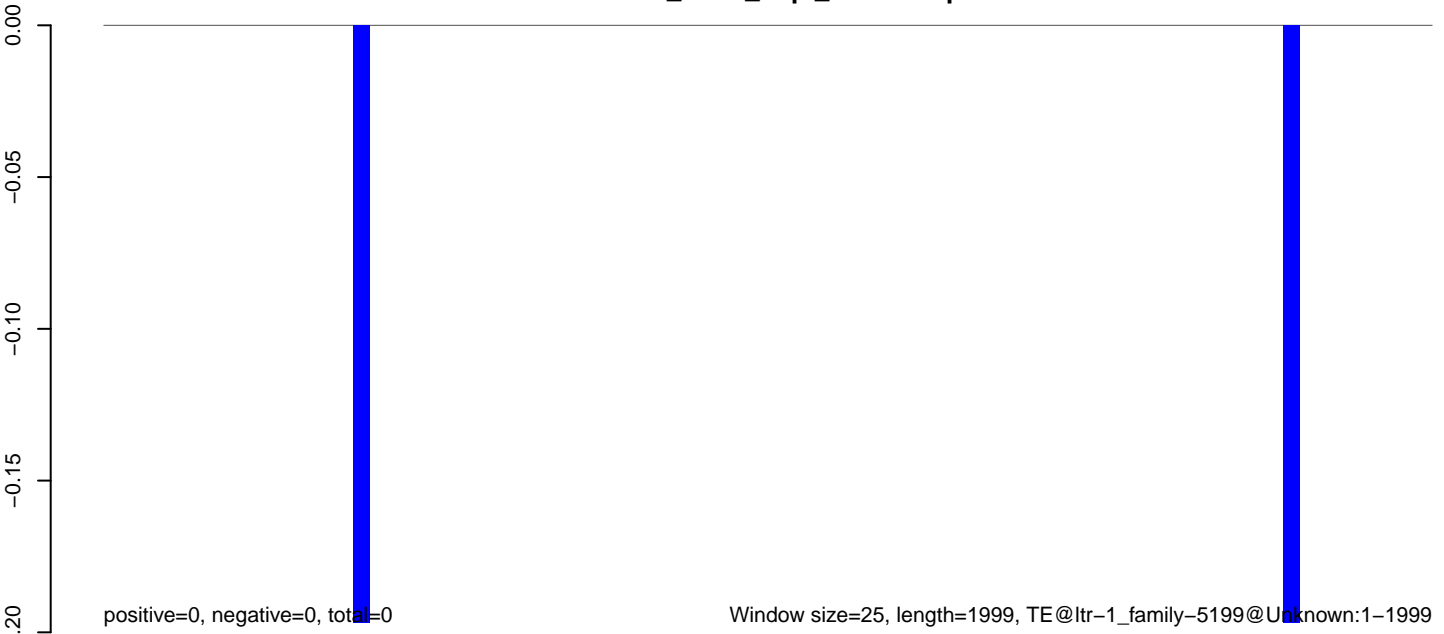 0.00
−0.05
−0.10
−0.15
.20
positive=0, negative=0, total=0
Window size=25, length=1999, TE@ltr−1_family−5199@Unknown:1−1999